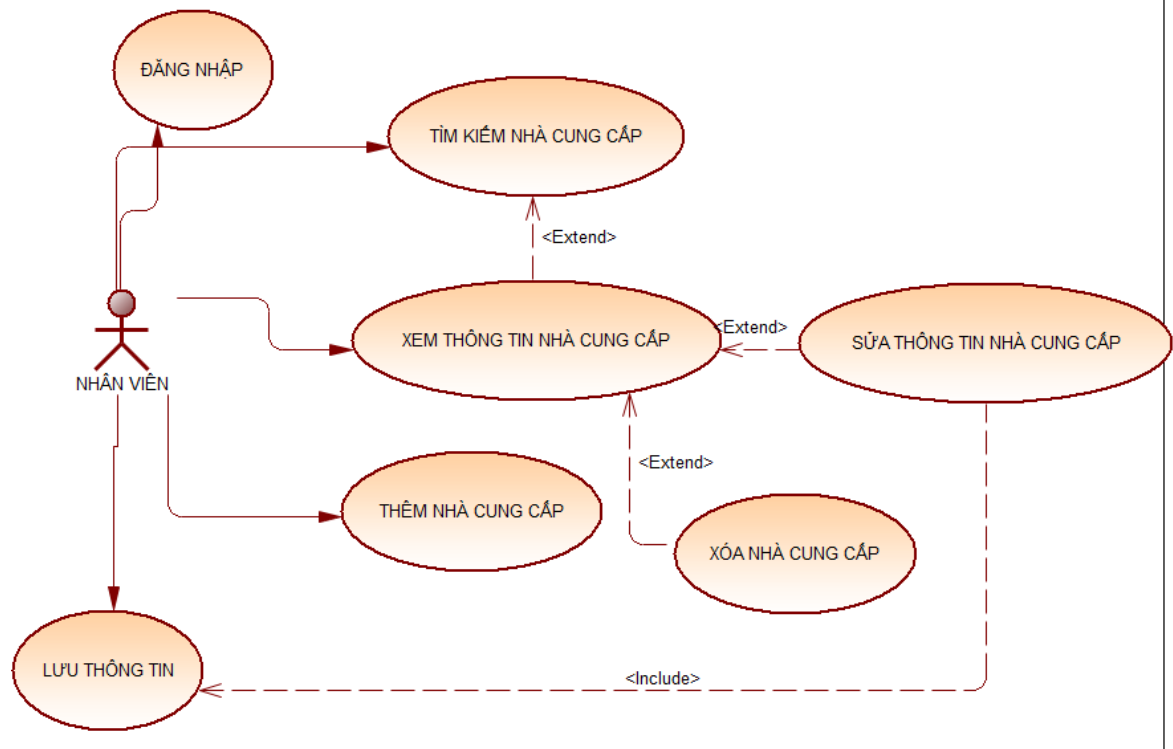 ĐĂNG NHẬP
TÌM KIẾM NHÀ CUNG CẤP
<Extend>
XEM THÔNG TIN NHÀ CUNG CẤP
<Extend>
SỬA THÔNG TIN NHÀ CUNG CẤP
NHÂN VIÊN
<Extend>
THÊM NHÀ CUNG CẤP
XÓA NHÀ CUNG CẤP
LƯU THÔNG TIN
<Include>